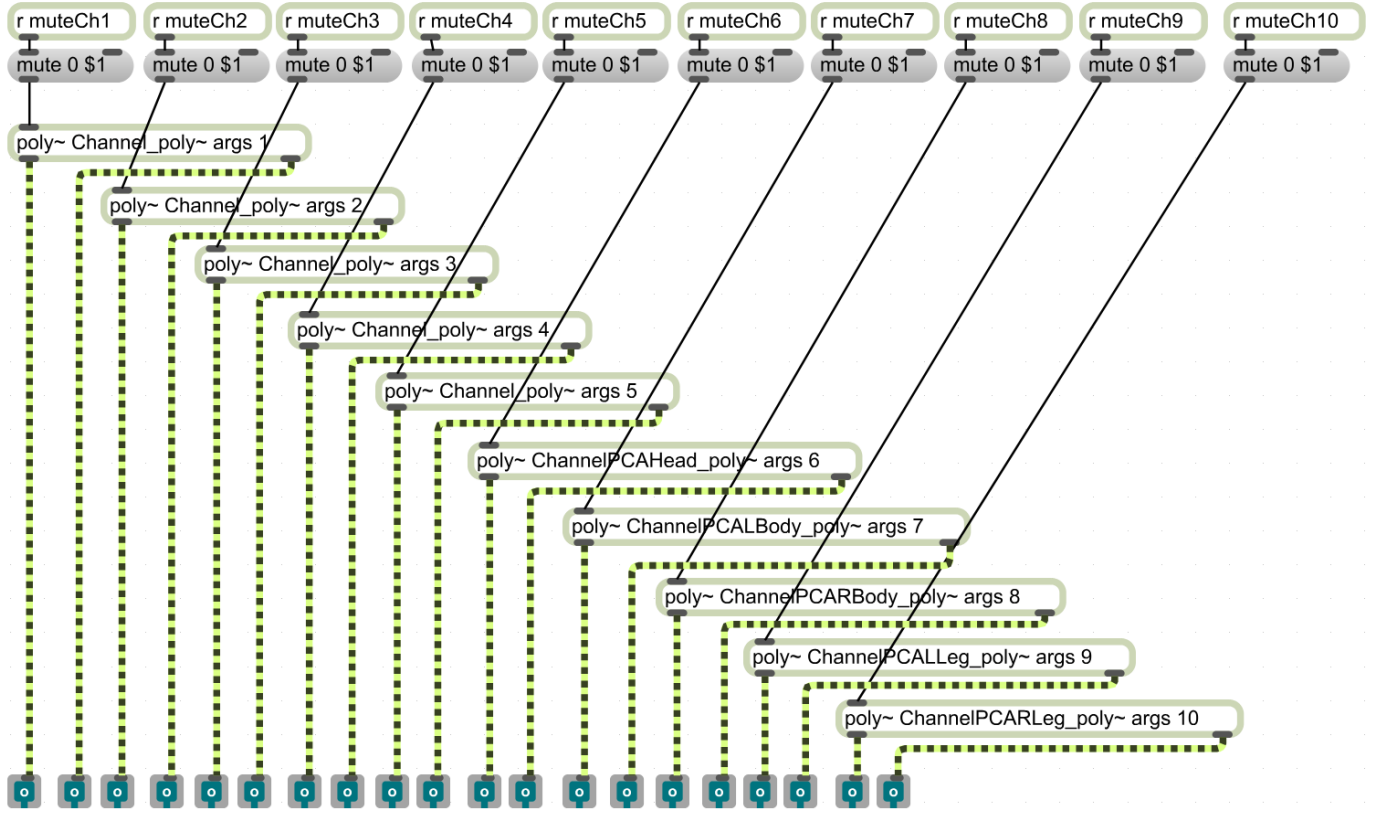 r muteCh1
r muteCh2
r muteCh3
r muteCh4
r muteCh5
r muteCh6
r muteCh7
r muteCh8
r muteCh9
r muteCh10
mute 0 $1
mute 0 $1
mute 0 $1
mute 0 $1
mute 0 $1
mute 0 $1
mute 0 $1
mute 0 $1
mute 0 $1
mute 0 $1
poly~ Channel_poly~ args 1
poly~ Channel_poly~ args 2
poly~ Channel_poly~ args 3
poly~ Channel_poly~ args 4
poly~ Channel_poly~ args 5
poly~ ChannelPCAHead_poly~ args 6
poly~ ChannelPCALBody_poly~ args 7
poly~ ChannelPCARBody_poly~ args 8
poly~ ChannelPCALLeg_poly~ args 9
poly~ ChannelPCARLeg_poly~ args 10